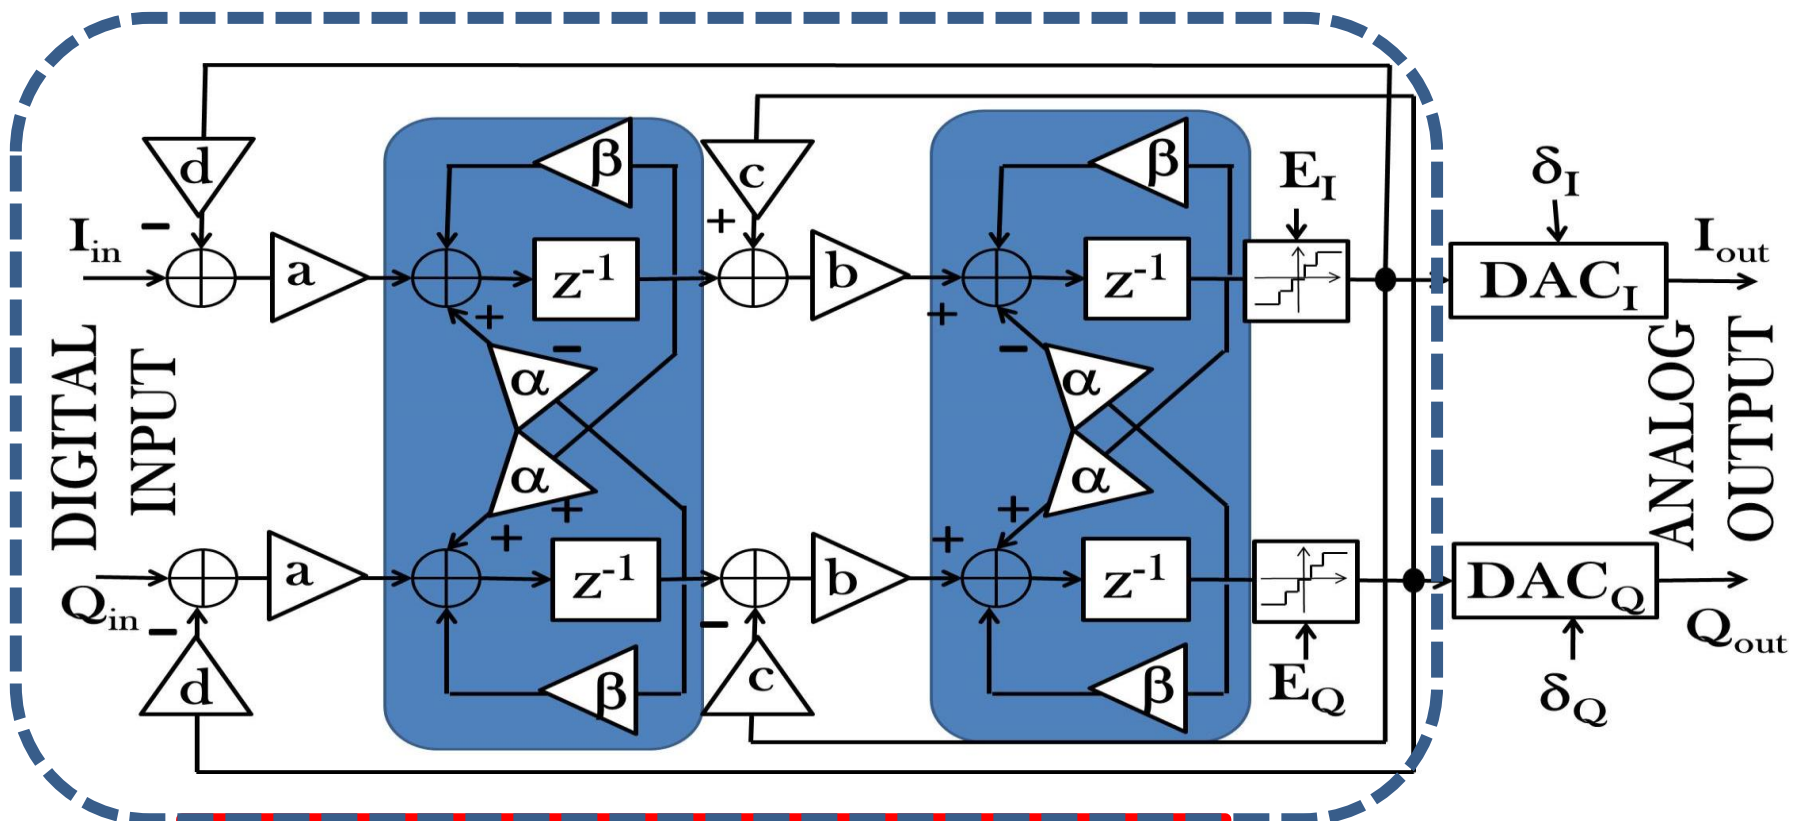 d
β
c
β
E_I
δ_I
−
+
I_in
a
z⁻¹
b
z⁻¹
DAC_I
I_out
+
−
+
−
α
α
DIGITAL INPUT
ANALOG OUTPUT
α
α
+
+
+
+
Q_in
a
z⁻¹
b
z⁻¹
DAC_Q
Q_out
−
−
d
β
c
β
E_Q
δ_Q